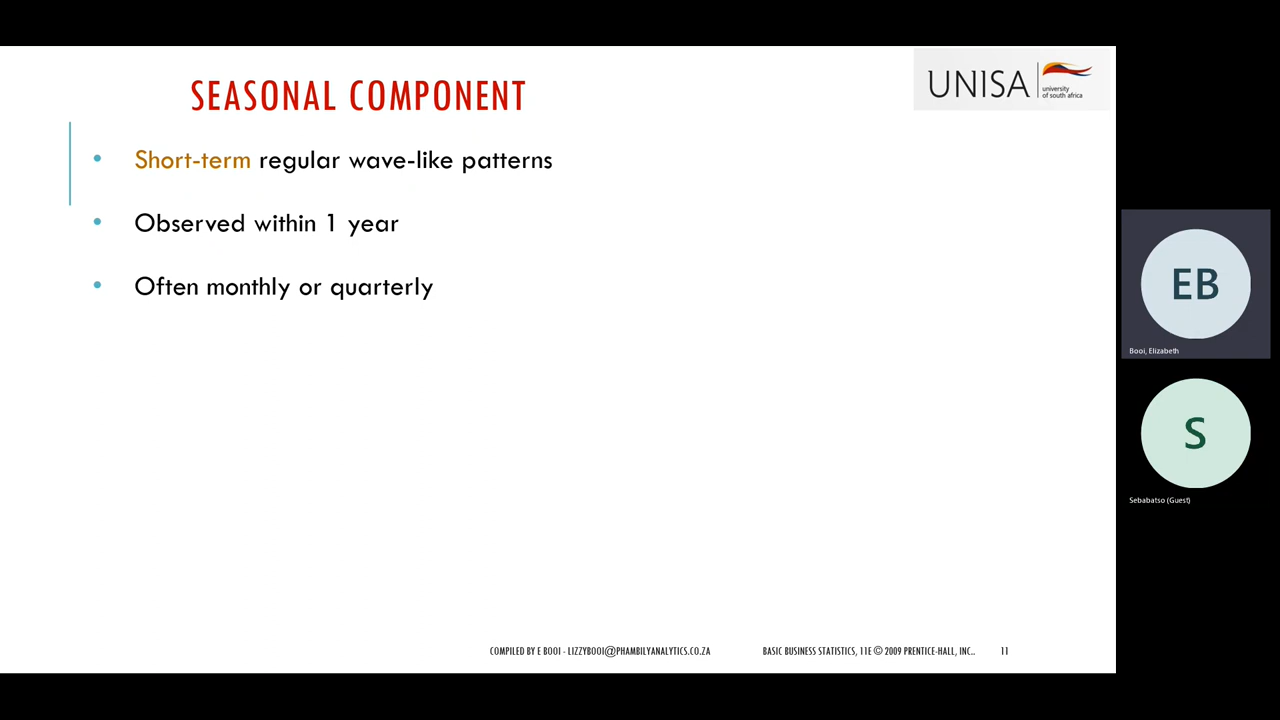 SEASONAL COMPONENT
UNISA
university
of south africa
• Short-term regular wave-like patterns
• Observed within 1 year
• Often monthly or quarterly
EB
Booi, Elizabeth
S
Sebabatso (Guest)
COMPILED BY E BOOI - LIZZYBOOI@PHAMBILYANALYTICS.CO.ZA
BASIC BUSINESS STATISTICS, 11E © 2009 PRENTICE-HALL, INC..
11